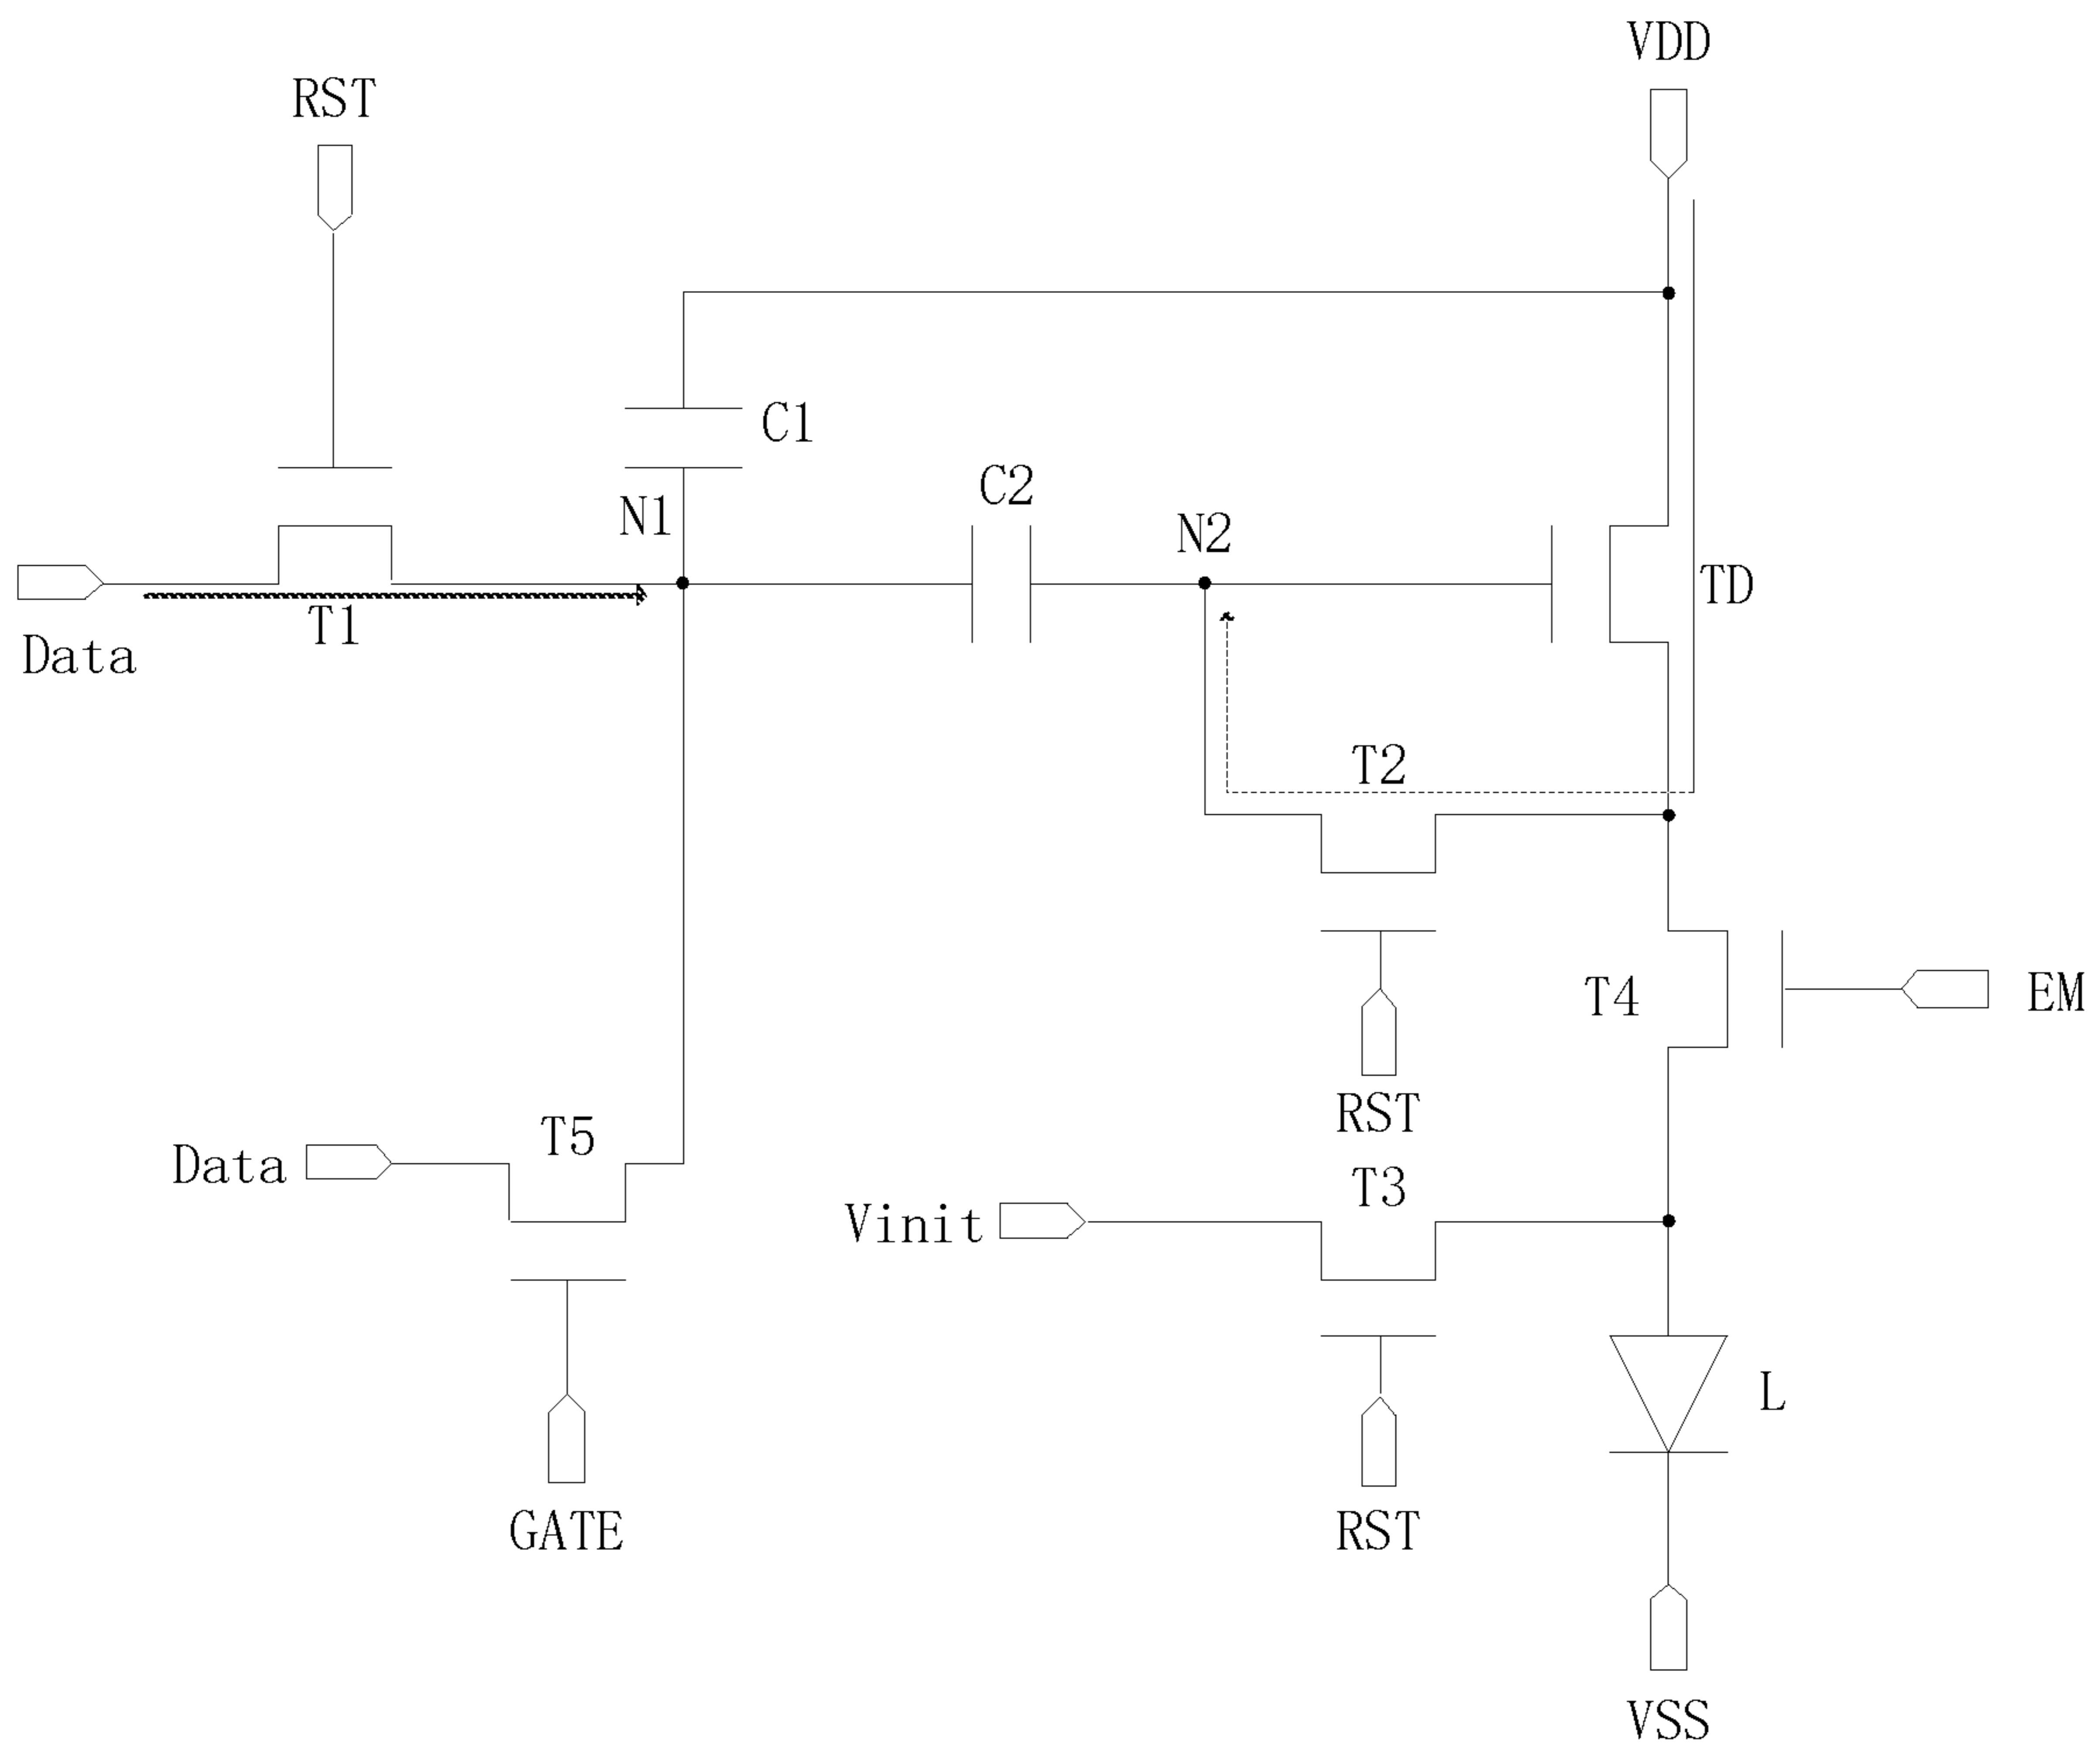 VDD
RST
C1
C2
N1
N2
TD
T1
Data
T2
T4
EM
RST
T5
Data
T3
Vinit
L
GATE
RST
VSS